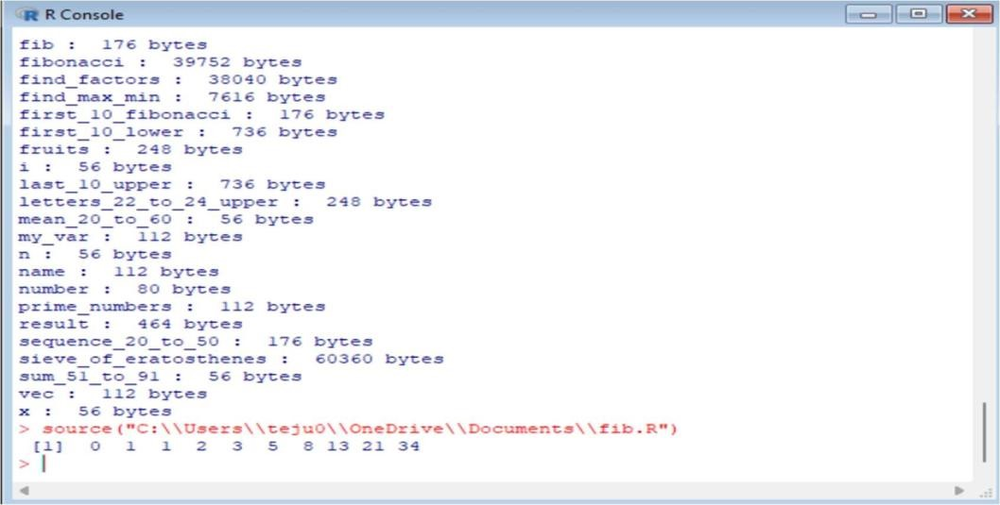 R Console
fib :  176 bytes
fibonacci :  39752 bytes
find_factors :  38040 bytes
find_max_min :  7616 bytes
first_10_fibonacci :  176 bytes
first_10_lower :  736 bytes
fruits :  248 bytes
i :  56 bytes
last_10_upper :  736 bytes
letters_22_to_24_upper :  248 bytes
mean_20_to_60 :  56 bytes
my_var :  112 bytes
n :  56 bytes
name :  112 bytes
number :  80 bytes
prime_numbers :  112 bytes
result :  464 bytes
sequence_20_to_50 :  176 bytes
sieve_of_eratosthenes :  60360 bytes
sum_51_to_91 :  56 bytes
vec :  112 bytes
x :  56 bytes
> source("C:\\Users\\teju0\\OneDrive\\Documents\\fib.R")
 [1]  0  1  1  2  3  5  8 13 21 34
>